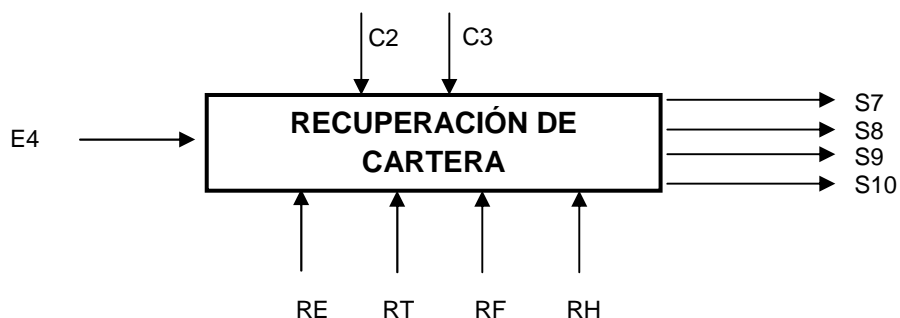 C2 C3
S7
RECUPERACIÓN DE
S8
E4
CARTERA
S9
S10
RE RT RF RH